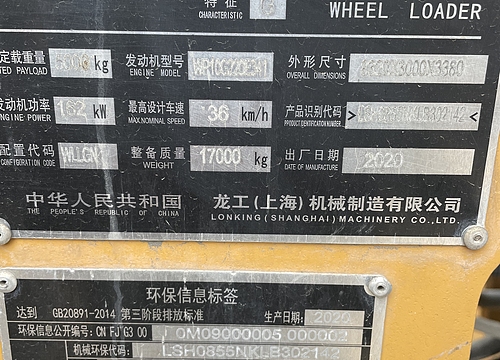 特 征
CHARACTERISTIC
WHEEL LOADER
定载重量 kg
TED PAYLOAD
发动机型号
ENGINE MODEL
外形尺寸 X3000X3380
OVERALL DIMENSIONS
发动机功率 162 kW
ENGINE POWER
最高设计车速 36 km/h
MAX.NOMINAL SPEED
产品识别代码 > <
PRODUCT IDENTIFICATION NUMBER
配置代码
CONFIGURATION CODE
整备质量 17000 kg
WEIGHT
出厂日期 2020
DATE OF MANUFACTURE
中华人民共和国
THE PEOPLE'S REPUBLIC OF CHINA
龙工(上海)机械制造有限公司
LONKING (SHANGHAI) MACHINERY CO.,LTD.
环保信息标签
达到 GB20891-2014 第三阶段排放标准 生产日期: 2020
环保信息公开编号: CN FJ G3 00 0M09000005 000002
机械环保代码: LSH0855NKLB302142